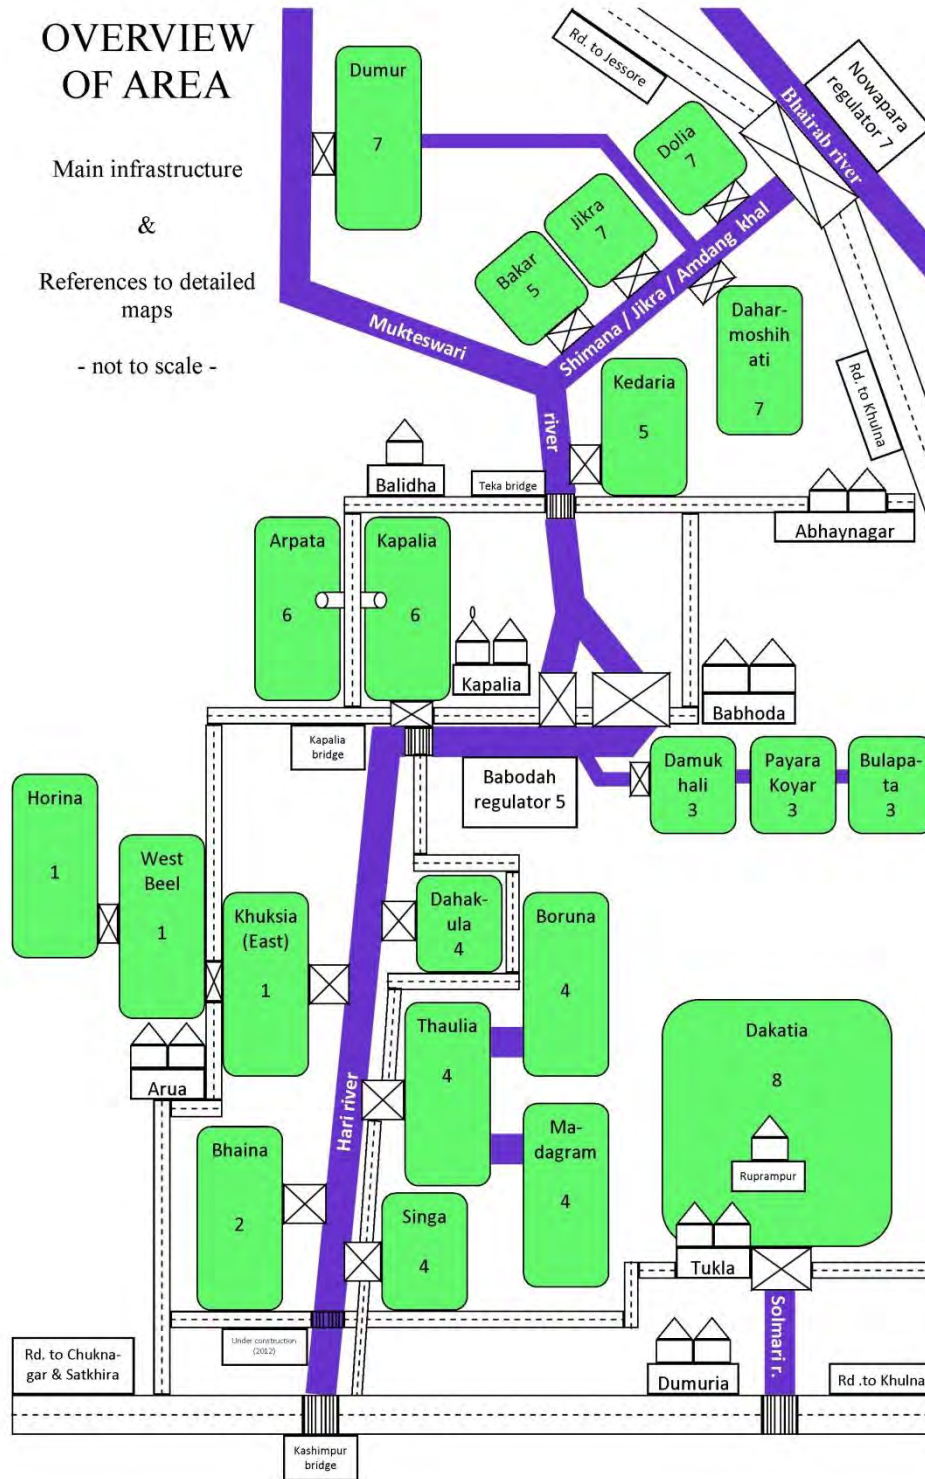 OVERVIEW
OF AREA
Main infrastructure
&
References to detailed
maps
- not to scale -
Dumur
7
Rd. to Jessore
Bhairab river
Nowapara
regulator 7
Dolia
7
Jikra
7
Bakar
5
Shimana / Jikra / Amdang khal
Mukteswari
river
Dahar-
moshih
ati
7
Rd. to Khulna
Kedaria
5
Balidha
Teka bridge
Abhaynagar
Arpata
6
Kapalia
6
Kapalia
Babhoda
Kapalia
bridge
Babodah
regulator 5
Damuk
hali
3
Payara
Koyar
3
Bulapa-
ta
3
Horina
1
West
Beel
1
Khuksia
(East)
1
Dahak-
ula
4
Boruna
4
Arua
Thaulia
4
Hari river
Dakatia
8
Ruprampur
Ma-
dagram
4
Bhaina
2
Singa
4
Tukla
Solmari r.
Under construction
(2012)
Rd. to Chukna-
gar & Satkhira
Dumuria
Rd .to Khulna
Kashimpur
bridge